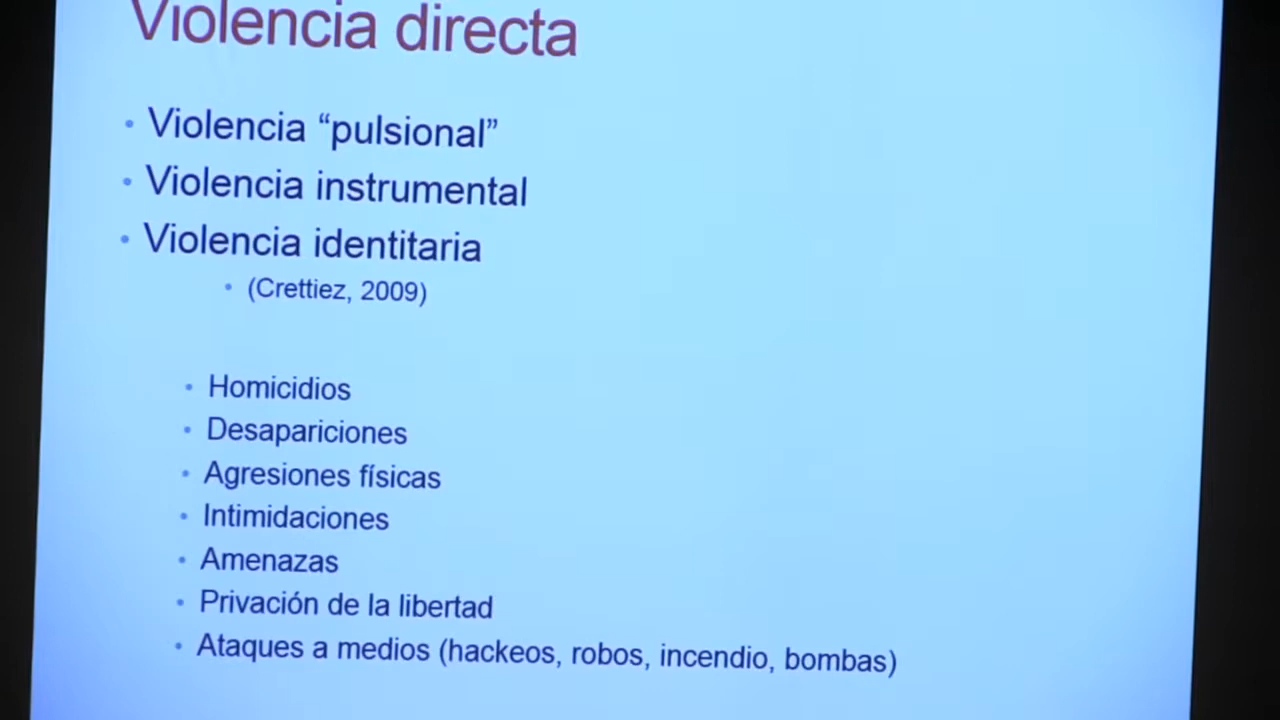 Violencia directa
• Violencia “pulsional”
• Violencia instrumental
• Violencia identitaria
• (Crettiez, 2009)
• Homicidios
• Desapariciones
• Agresiones físicas
• Intimidaciones
• Amenazas
• Privación de la libertad
• Ataques a medios (hackeos, robos, incendio, bombas)